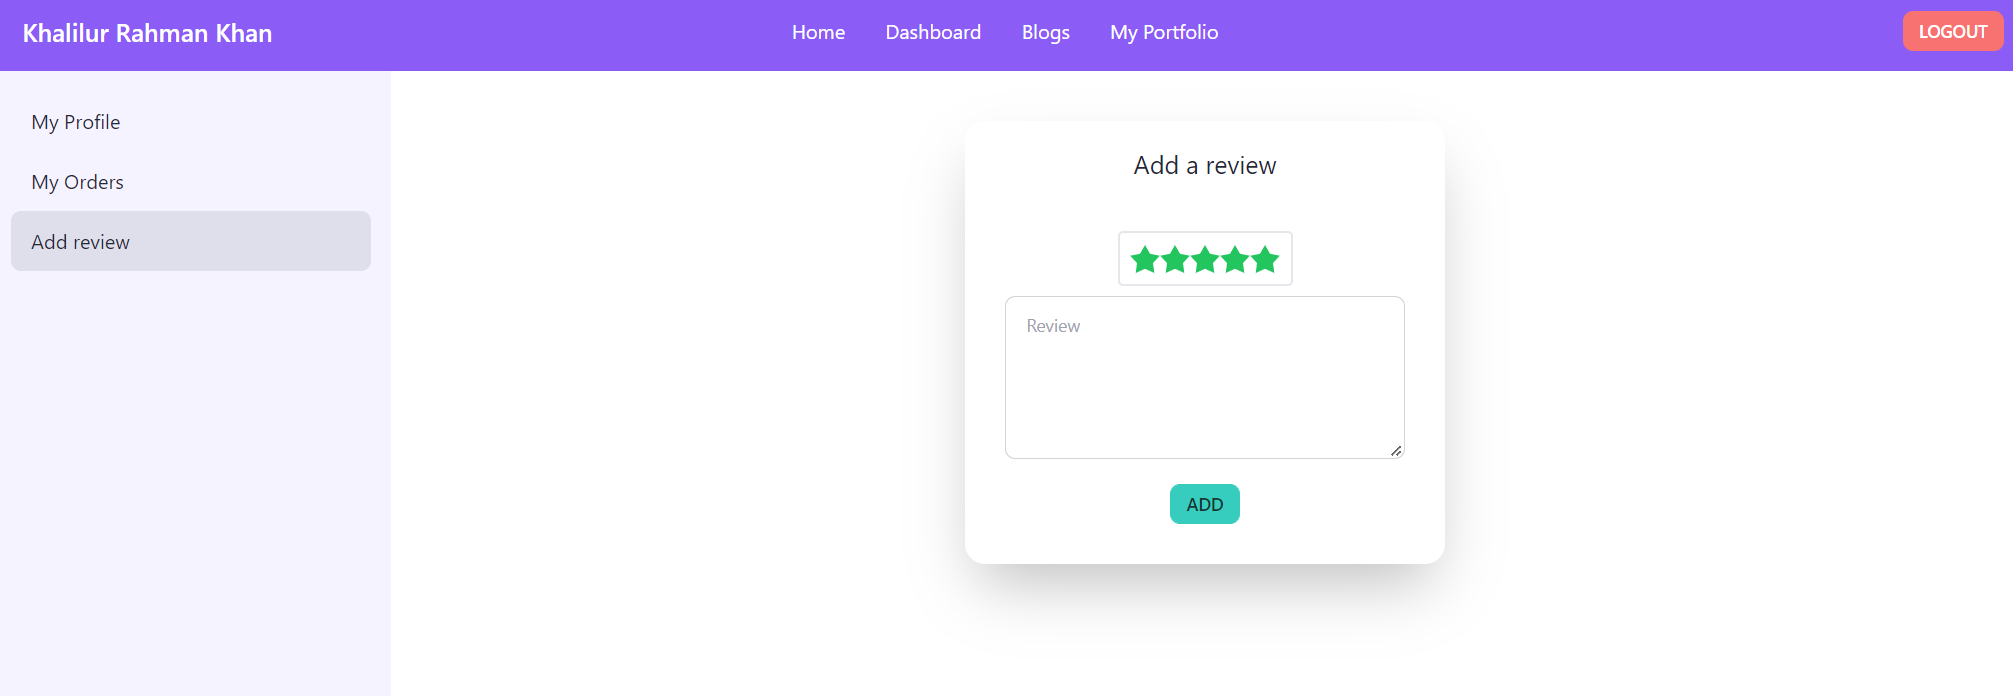 Khalilur Rahman Khan
Home Dashboard Blogs My Portfolio
LOGOUT
My Profile
My Orders
Add review
Add a review
Review
ADD